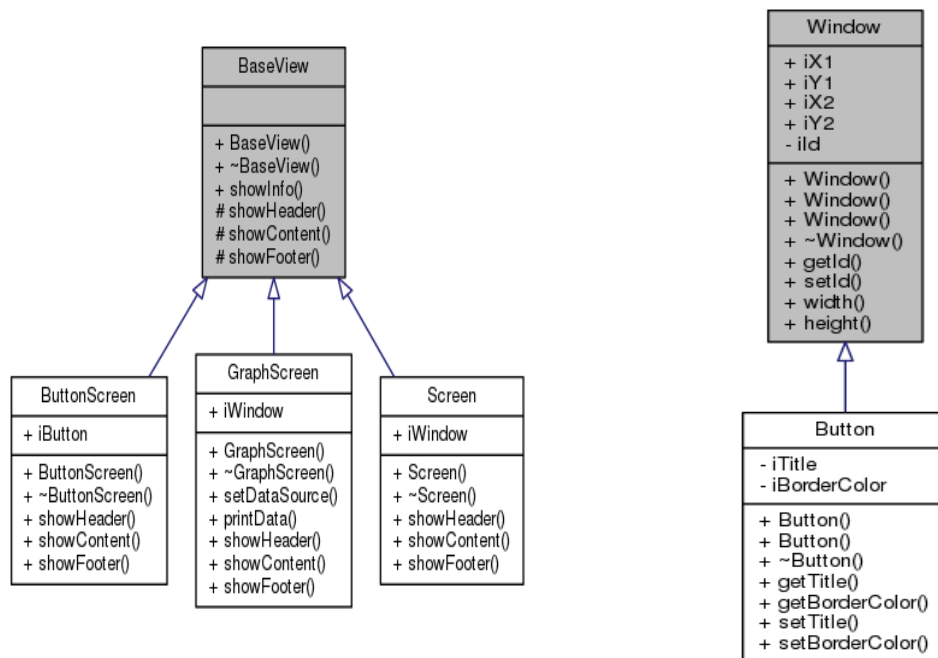 BaseView
+ BaseView()
+ ~BaseView()
+ showInfo()
# showHeader()
# showContent()
# showFooter()
ButtonScreen
+ iButton
+ ButtonScreen()
+ ~ButtonScreen()
+ showHeader()
+ showContent()
+ showFooter()
GraphScreen
+ iWindow
+ GraphScreen()
+ ~GraphScreen()
+ setDataSource()
+ printData()
+ showHeader()
+ showContent()
+ showFooter()
Screen
+ iWindow
+ Screen()
+ ~Screen()
+ showHeader()
+ showContent()
+ showFooter()
Window
+ iX1
+ iY1
+ iX2
+ iY2
- iId
+ Window()
+ Window()
+ Window()
+ ~Window()
+ getId()
+ setId()
+ width()
+ height()
Button
- iTitle
- iBorderColor
+ Button()
+ Button()
+ ~Button()
+ getTitle()
+ getBorderColor()
+ setTitle()
+ setBorderColor()